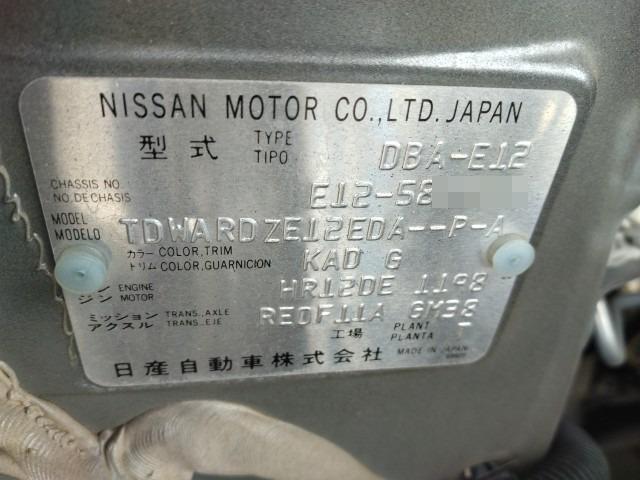 NISSAN MOTOR CO.,LTD. JAPAN
型式 TYPE TIPO DBA-E12
CHASSIS NO. NO. DE CHASIS E12-58
MODEL MODELO TDWARDZE12EDA--P-A
カラー COLOR,TRIM トリム COLOR,GUARNICION KAD G
ジン ENGINE MOTOR HR12DE 1198
ミッション TRANS.,AXLE アクスル TRANS.,EJE RE0F11A GM38
工場 PLANT PLANTA T
日産自動車株式会社 MADE IN JAPAN